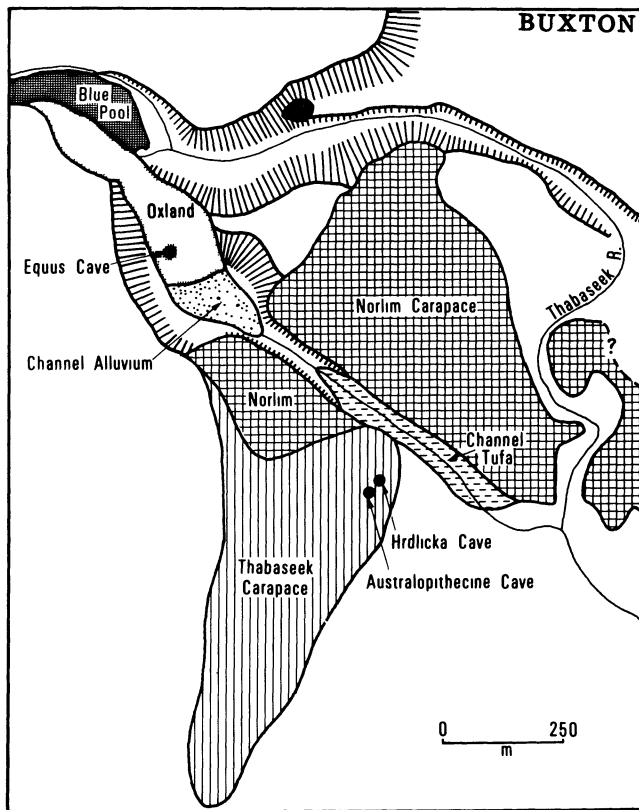 BUXTON
Blue
Pool
Oxland
Equus Cave
Thabaseek R.
Norlim Carapace
Channel Alluvium
?
Norlim
Channel
Tufa
Hrdlicka Cave
Thabaseek
Carapace
Australopithecine Cave
0 250
m